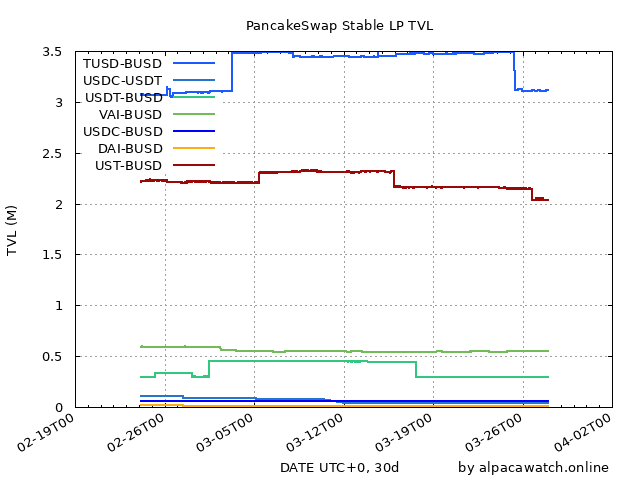 PancakeSwap Stable LP TVL
3.5
3
2.5
2
1.5
1
0.5
0
TVL (M)
TUSD-BUSD
USDC-USDT
USDT-BUSD
VAI-BUSD
USDC-BUSD
DAI-BUSD
UST-BUSD
02-19T00
02-26T00
03-05T00
03-12T00
03-19T00
03-26T00
04-02T00
DATE UTC+0, 30d
by alpacawatch.online